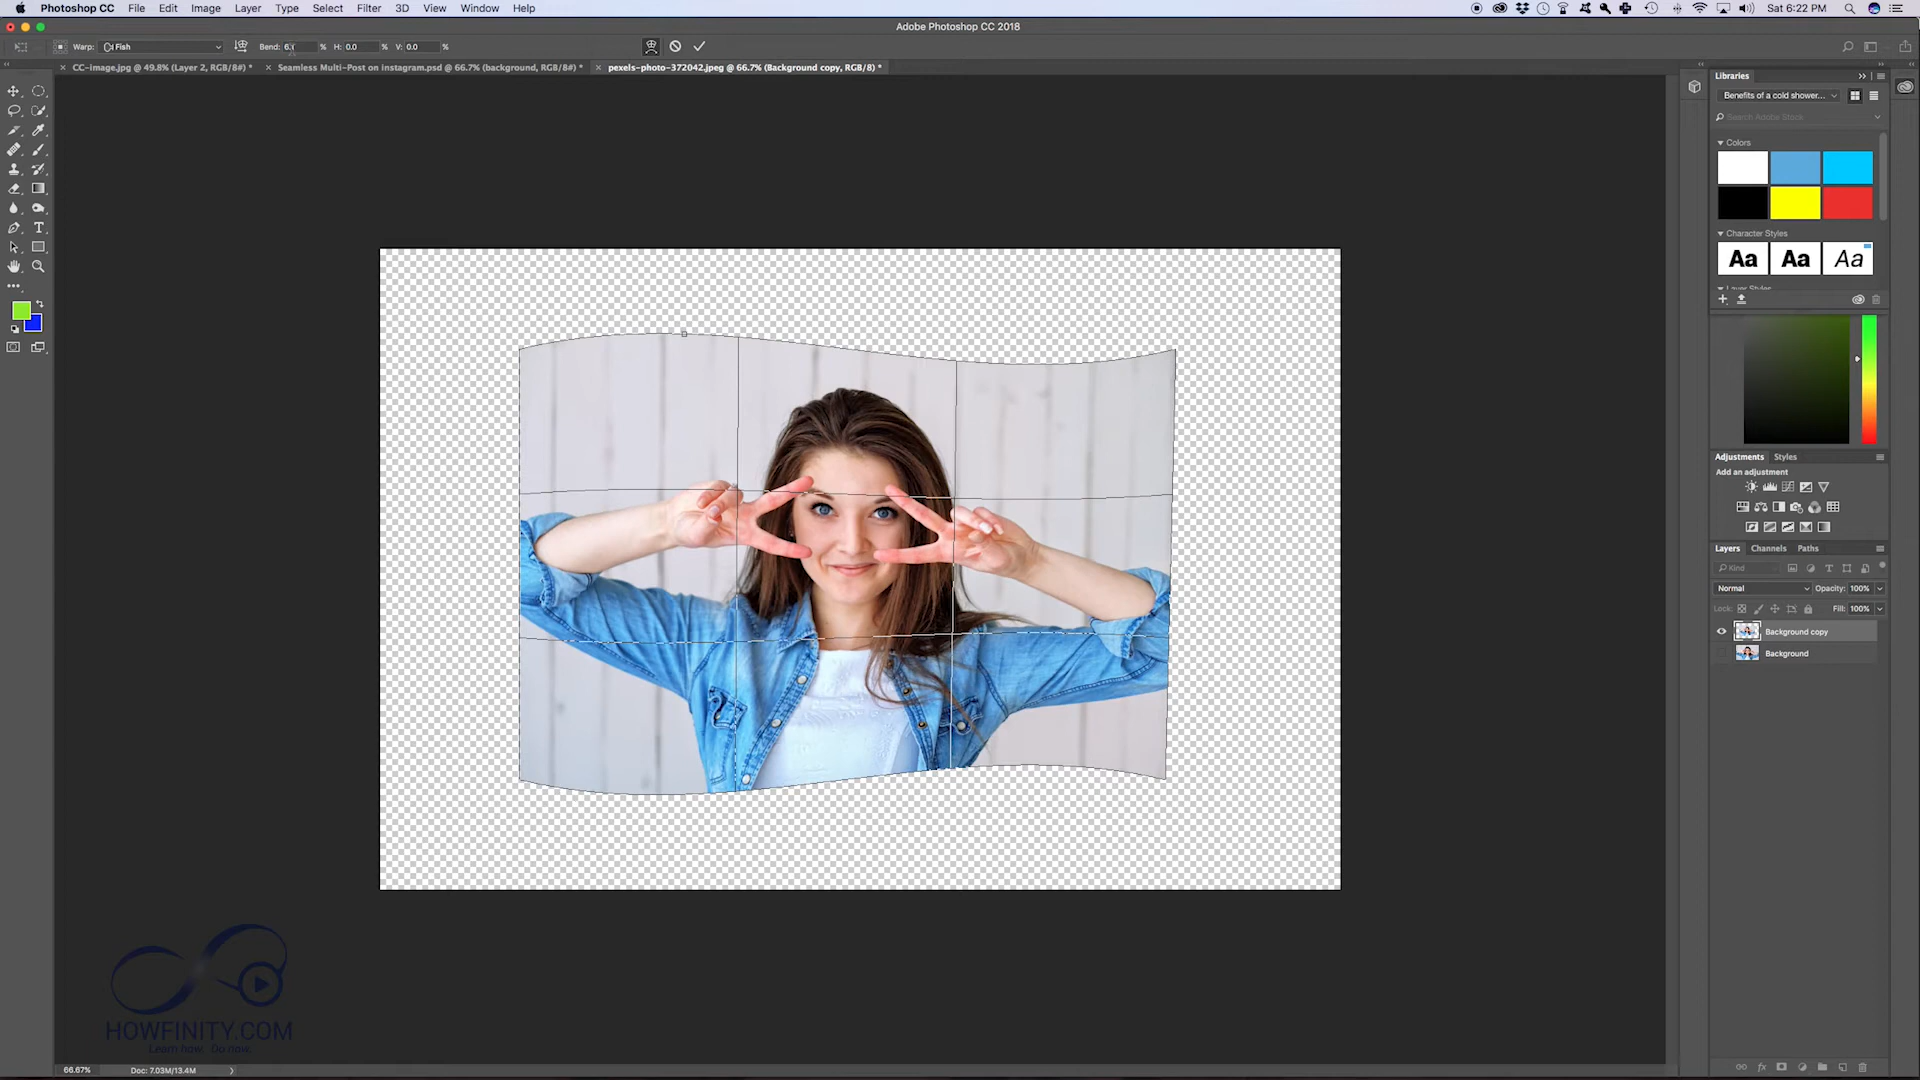 Photoshop CC File Edit Image Layer Type Select Filter 3D View Window Help Sat 6:22 PM
Adobe Photoshop CC 2018
Warp: Fish Bend: % H: 0.0 % V: 0.0 %
CC-image.jpg @ 49.8% (Layer 2, RGB/8#) * Seamless Multi-Post on instagram.psd @ 66.7% (background, RGB/8#) * pexels-photo-372042.jpeg @ 66.7% (Background copy, RGB/8) *
Libraries
Benefits of a cold shower...
Search Adobe Stock
Colors
Character Styles
Aa Aa Aa
Layer Styles
Adjustments Styles
Add an adjustment
Layers Channels Paths
Kind
Normal Opacity: 100%
Lock: Fill: 100%
Background copy
Background
HOWFINITY.COM
Learn how. Do now.
66.67% Doc: 7.03M/13.4M